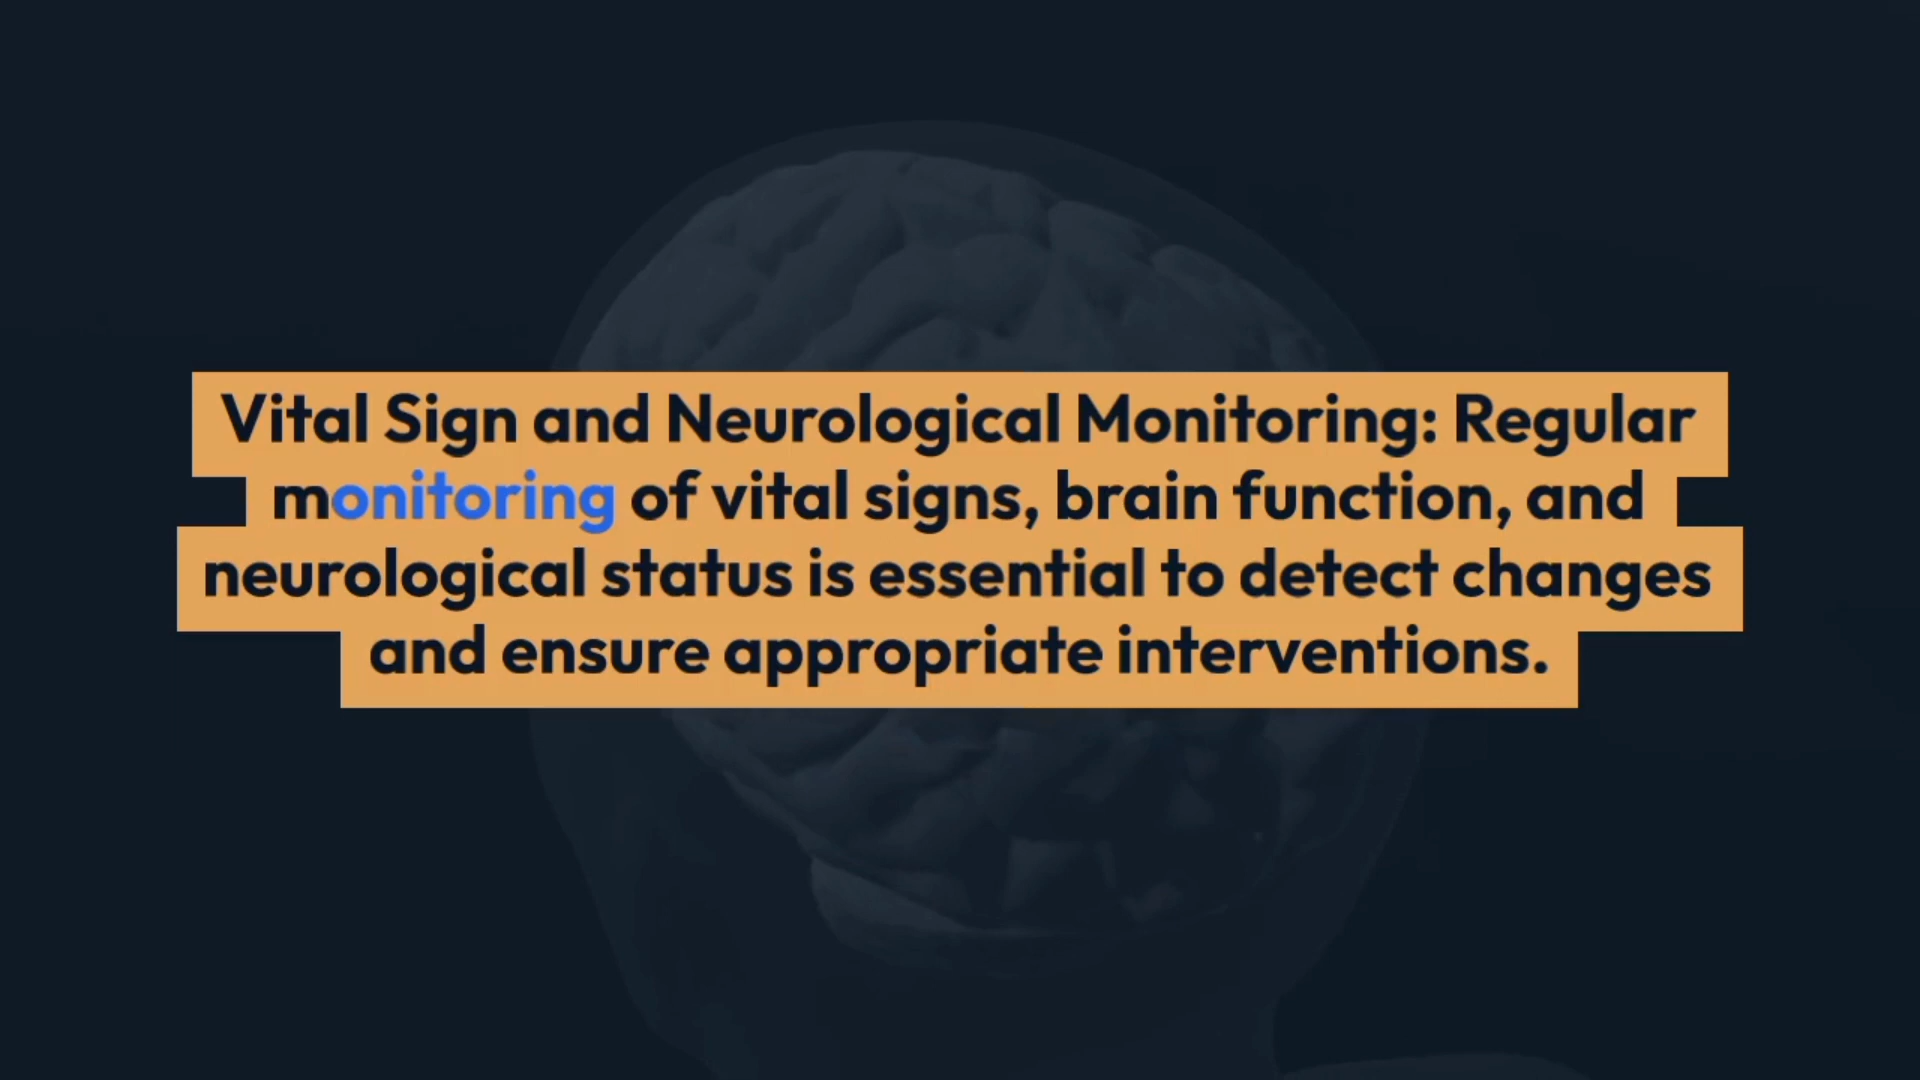 Vital Sign and Neurological Monitoring: Regular
monitoring of vital signs, brain function, and
neurological status is essential to detect changes
and ensure appropriate interventions.